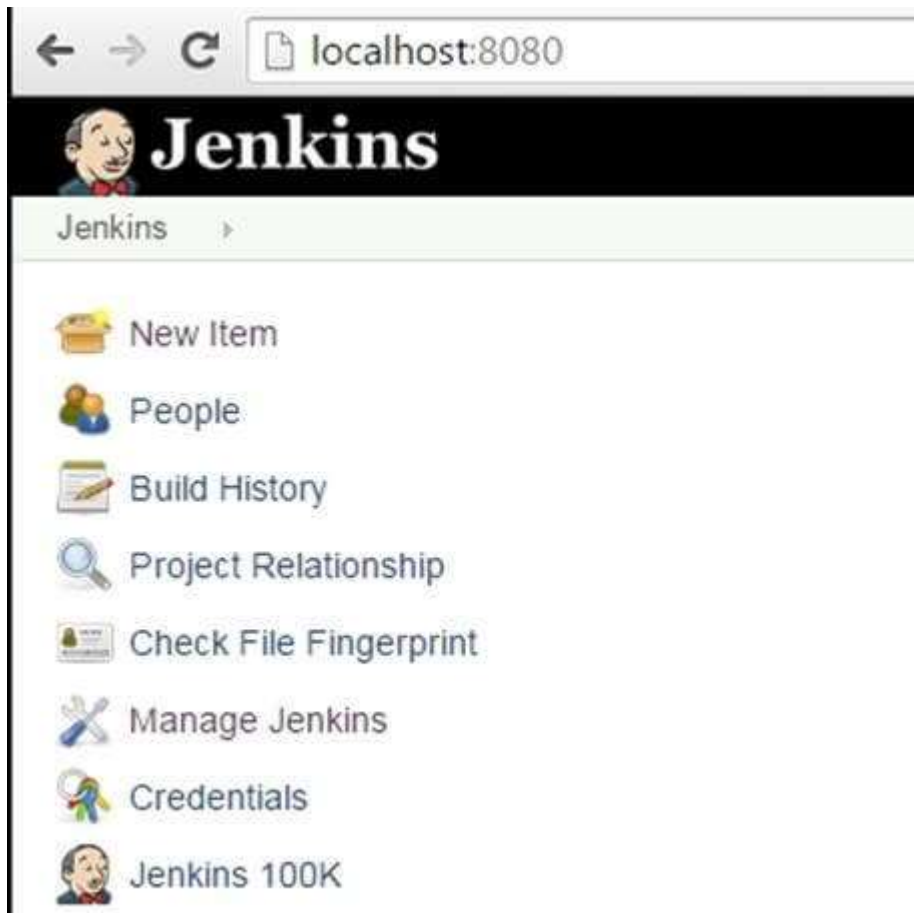 localhost:8080
Jenkins
Jenkins
New Item
People
Build History
Project Relationship
Check File Fingerprint
Manage Jenkins
Credentials
Jenkins 100K